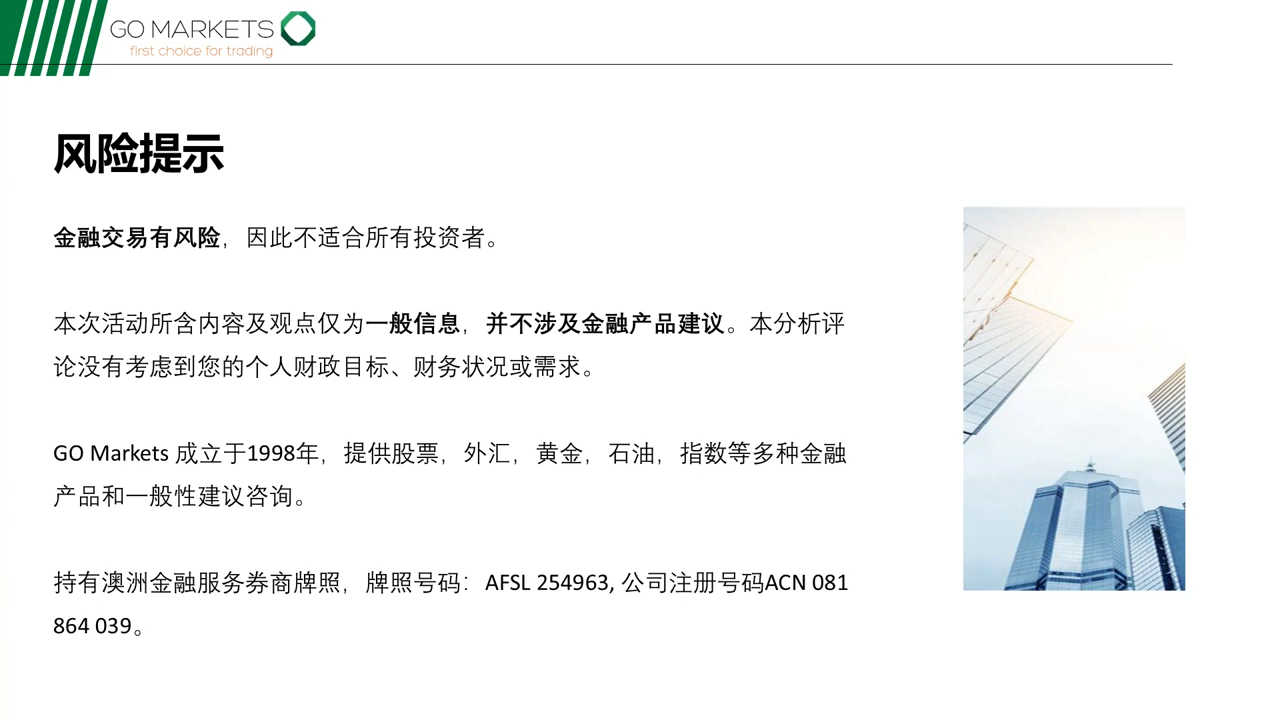 GO MARKETS
first choice for trading
风险提示
金融交易有风险，因此不适合所有投资者。
本次活动所含内容及观点仅为一般信息，并不涉及金融产品建议。本分析评
论没有考虑到您的个人财政目标、财务状况或需求。
GO Markets 成立于1998年，提供股票，外汇，黄金，石油，指数等多种金融
产品和一般性建议咨询。
持有澳洲金融服务券商牌照，牌照号码：AFSL 254963, 公司注册号码ACN 081
864 039。